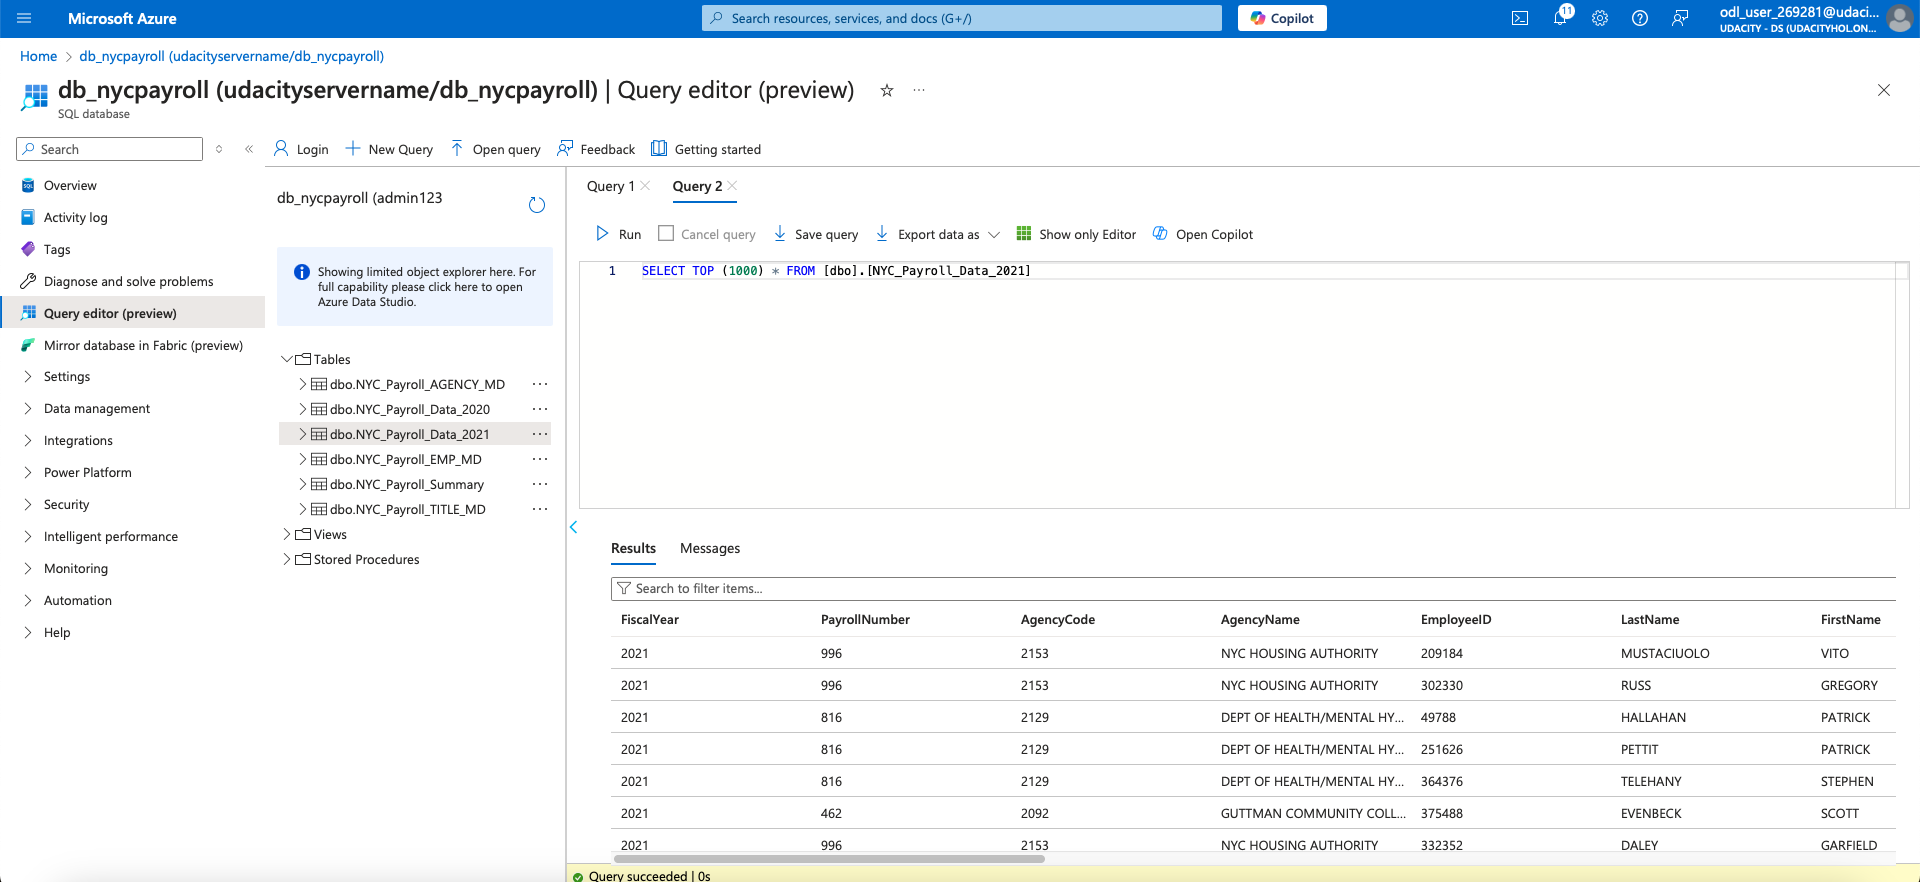 Microsoft Azure
Search resources, services, and docs (G+/)
Copilot
11
odl_user_269281@udaci...
UDACITY - DS (UDACITYHOL.ON...
Home > db_nycpayroll (udacityservername/db_nycpayroll)
db_nycpayroll (udacityservername/db_nycpayroll) | Query editor (preview)
SQL database
Search
Login
New Query
Open query
Feedback
Getting started
Overview
Activity log
Tags
Diagnose and solve problems
Query editor (preview)
Mirror database in Fabric (preview)
Settings
Data management
Integrations
Power Platform
Security
Intelligent performance
Monitoring
Automation
Help
db_nycpayroll (admin123
Showing limited object explorer here. For
full capability please click here to open
Azure Data Studio.
Tables
dbo.NYC_Payroll_AGENCY_MD
dbo.NYC_Payroll_Data_2020
dbo.NYC_Payroll_Data_2021
dbo.NYC_Payroll_EMP_MD
dbo.NYC_Payroll_Summary
dbo.NYC_Payroll_TITLE_MD
Views
Stored Procedures
Query 1
Query 2
Run
Cancel query
Save query
Export data as
Show only Editor
Open Copilot
1 SELECT TOP (1000) * FROM [dbo].[NYC_Payroll_Data_2021]
Results
Messages
Search to filter items...
FiscalYear PayrollNumber AgencyCode AgencyName EmployeeID LastName FirstName
2021 996 2153 NYC HOUSING AUTHORITY 209184 MUSTACIUOLO VITO
2021 996 2153 NYC HOUSING AUTHORITY 302330 RUSS GREGORY
2021 816 2129 DEPT OF HEALTH/MENTAL HY... 49788 HALLAHAN PATRICK
2021 816 2129 DEPT OF HEALTH/MENTAL HY... 251626 PETTIT PATRICK
2021 816 2129 DEPT OF HEALTH/MENTAL HY... 364376 TELEHANY STEPHEN
2021 462 2092 GUTTMAN COMMUNITY COLL... 375488 EVENBECK SCOTT
2021 996 2153 NYC HOUSING AUTHORITY 332352 DALEY GARFIELD
Query succeeded | 0s